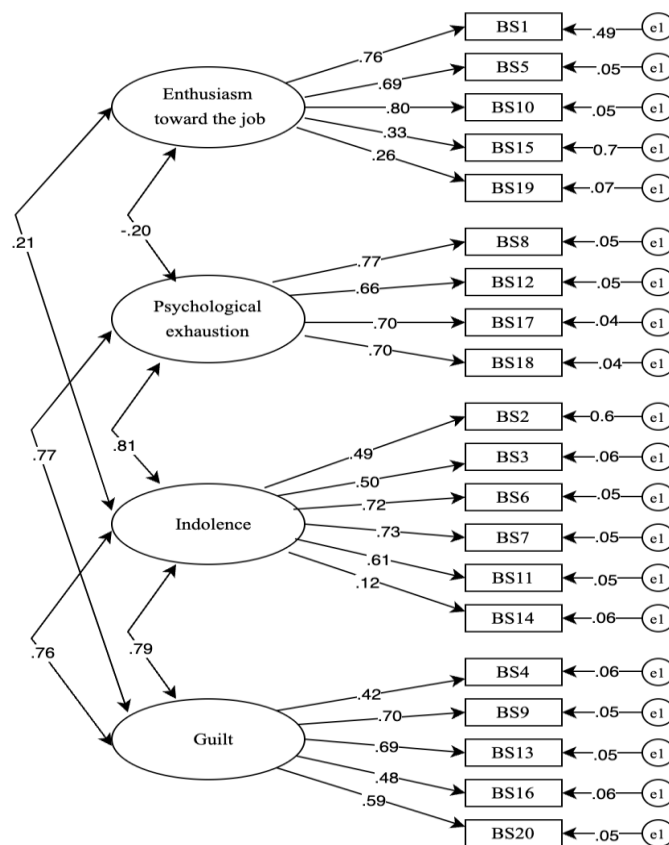 BS1
.49
e1
.76
BS5
.05
e1
Enthusiasm
toward the job
.69
.80
BS10
.05
e1
.33
BS15
0.7
e1
.26
BS19
.07
e1
.21
-.20
BS8
.05
e1
.77
Psychological
exhaustion
.66
BS12
.05
e1
.70
BS17
.04
e1
.70
BS18
.04
e1
.77
.81
BS2
0.6
e1
.49
BS3
.06
e1
.50
Indolence
.72
BS6
.05
e1
.73
BS7
.05
e1
.61
BS11
.05
e1
.12
BS14
.06
e1
.76
.79
BS4
.06
e1
.42
Guilt
.70
BS9
.05
e1
.69
BS13
.05
e1
.48
BS16
.06
e1
.59
BS20
.05
e1